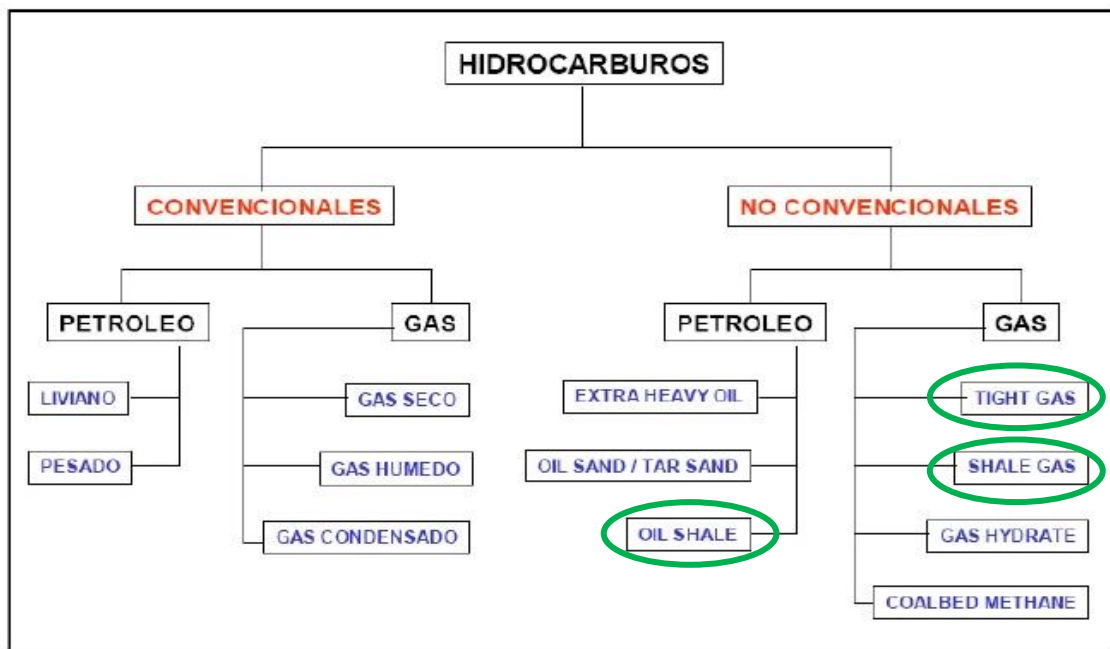 HIDROCARBUROS
CONVENCIONALES
NO CONVENCIONALES
PETROLEO
GAS
PETROLEO
GAS
LIVIANO
PESADO
GAS SECO
GAS HUMEDO
GAS CONDENSADO
EXTRA HEAVY OIL
OIL SAND / TAR SAND
OIL SHALE
TIGHT GAS
SHALE GAS
GAS HYDRATE
COALBED METHANE